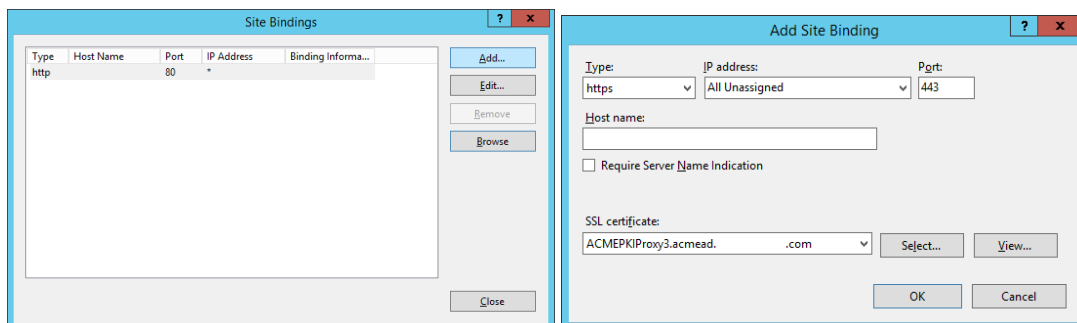 Site Bindings
? x
Type Host Name Port IP Address Binding Informa...
http 80 *
Add...
Edit...
Remove
Browse
Close
Add Site Binding
? x
Type: IP address: Port:
https All Unassigned 443
Host name:
Require Server Name Indication
SSL certificate:
ACMEPKIProxy3.acmead. .com Select... View...
OK Cancel